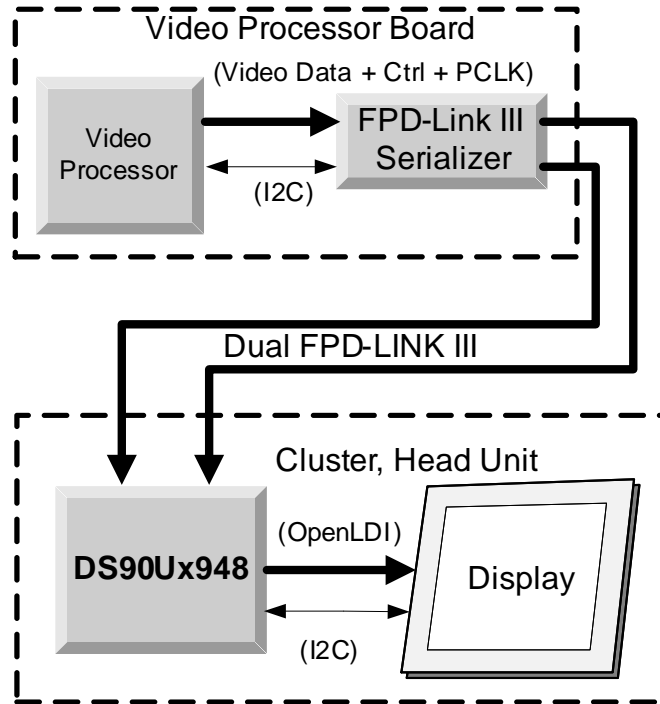 Video Processor Board
(Video Data + Ctrl + PCLK)
Video
Processor
FPD-Link III
Serializer
(I2C)
Dual FPD-LINK III
Cluster, Head Unit
DS90Ux948
(OpenLDI)
Display
(I2C)